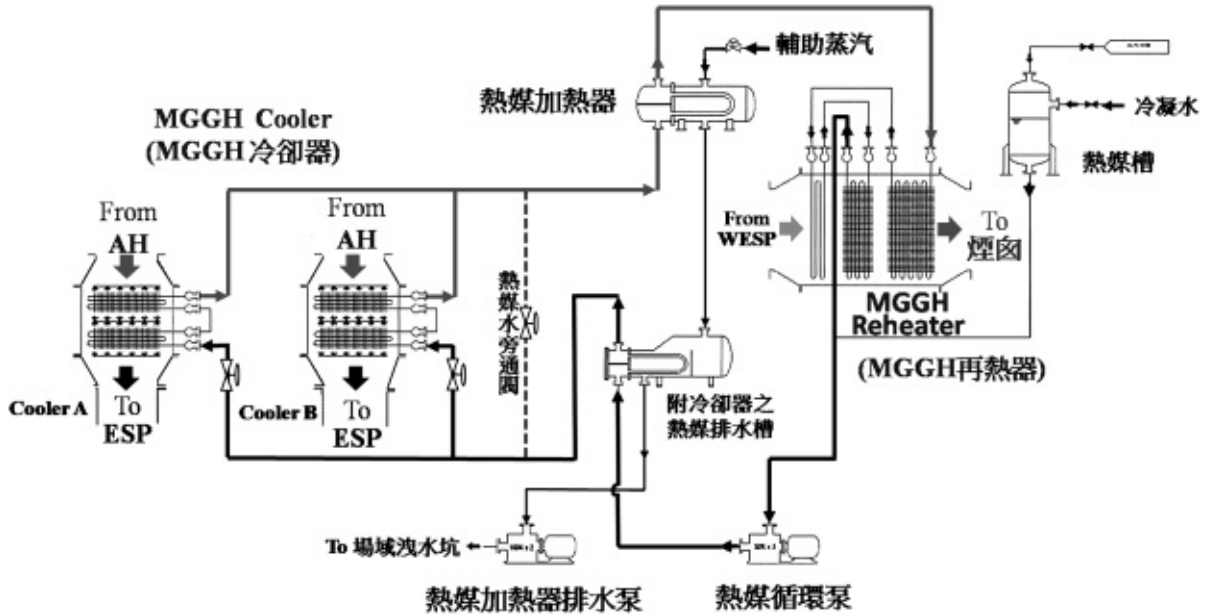 輔助蒸汽
熱媒加熱器
MGGH Cooler
(MGGH 冷卻器)
冷凝水
熱媒槽
From
AH
From
AH
From
WESP
To
煙囪
MGGH
Reheater
(MGGH再熱器)
熱媒水旁通閥
Cooler A
To
ESP
Cooler B
To
ESP
附冷卻器之
熱媒排水槽
To 場域洩水坑
熱媒加熱器排水泵
熱媒循環泵